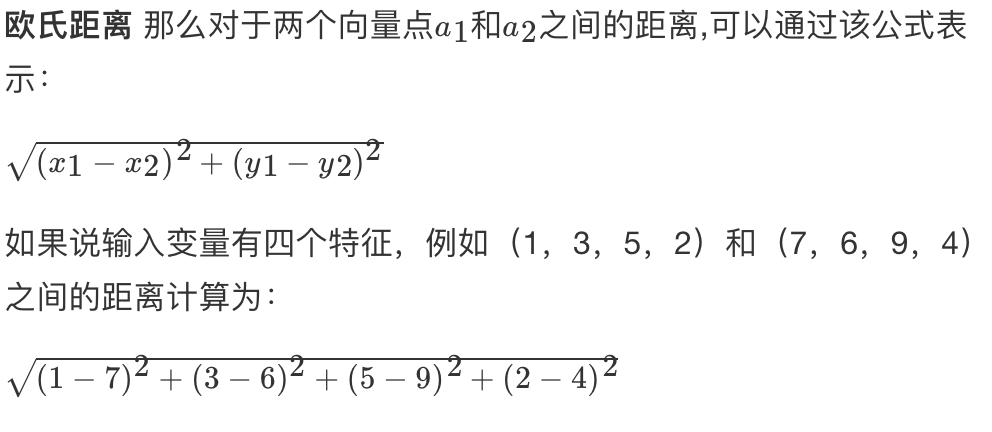 欧氏距离 那么对于两个向量点a1和a2之间的距离,可以通过该公式表
示：
√(x1 − x2)² + (y1 − y2)²
如果说输入变量有四个特征，例如（1，3，5，2）和（7，6，9，4）
之间的距离计算为：
√(1 − 7)² + (3 − 6)² + (5 − 9)² + (2 − 4)²